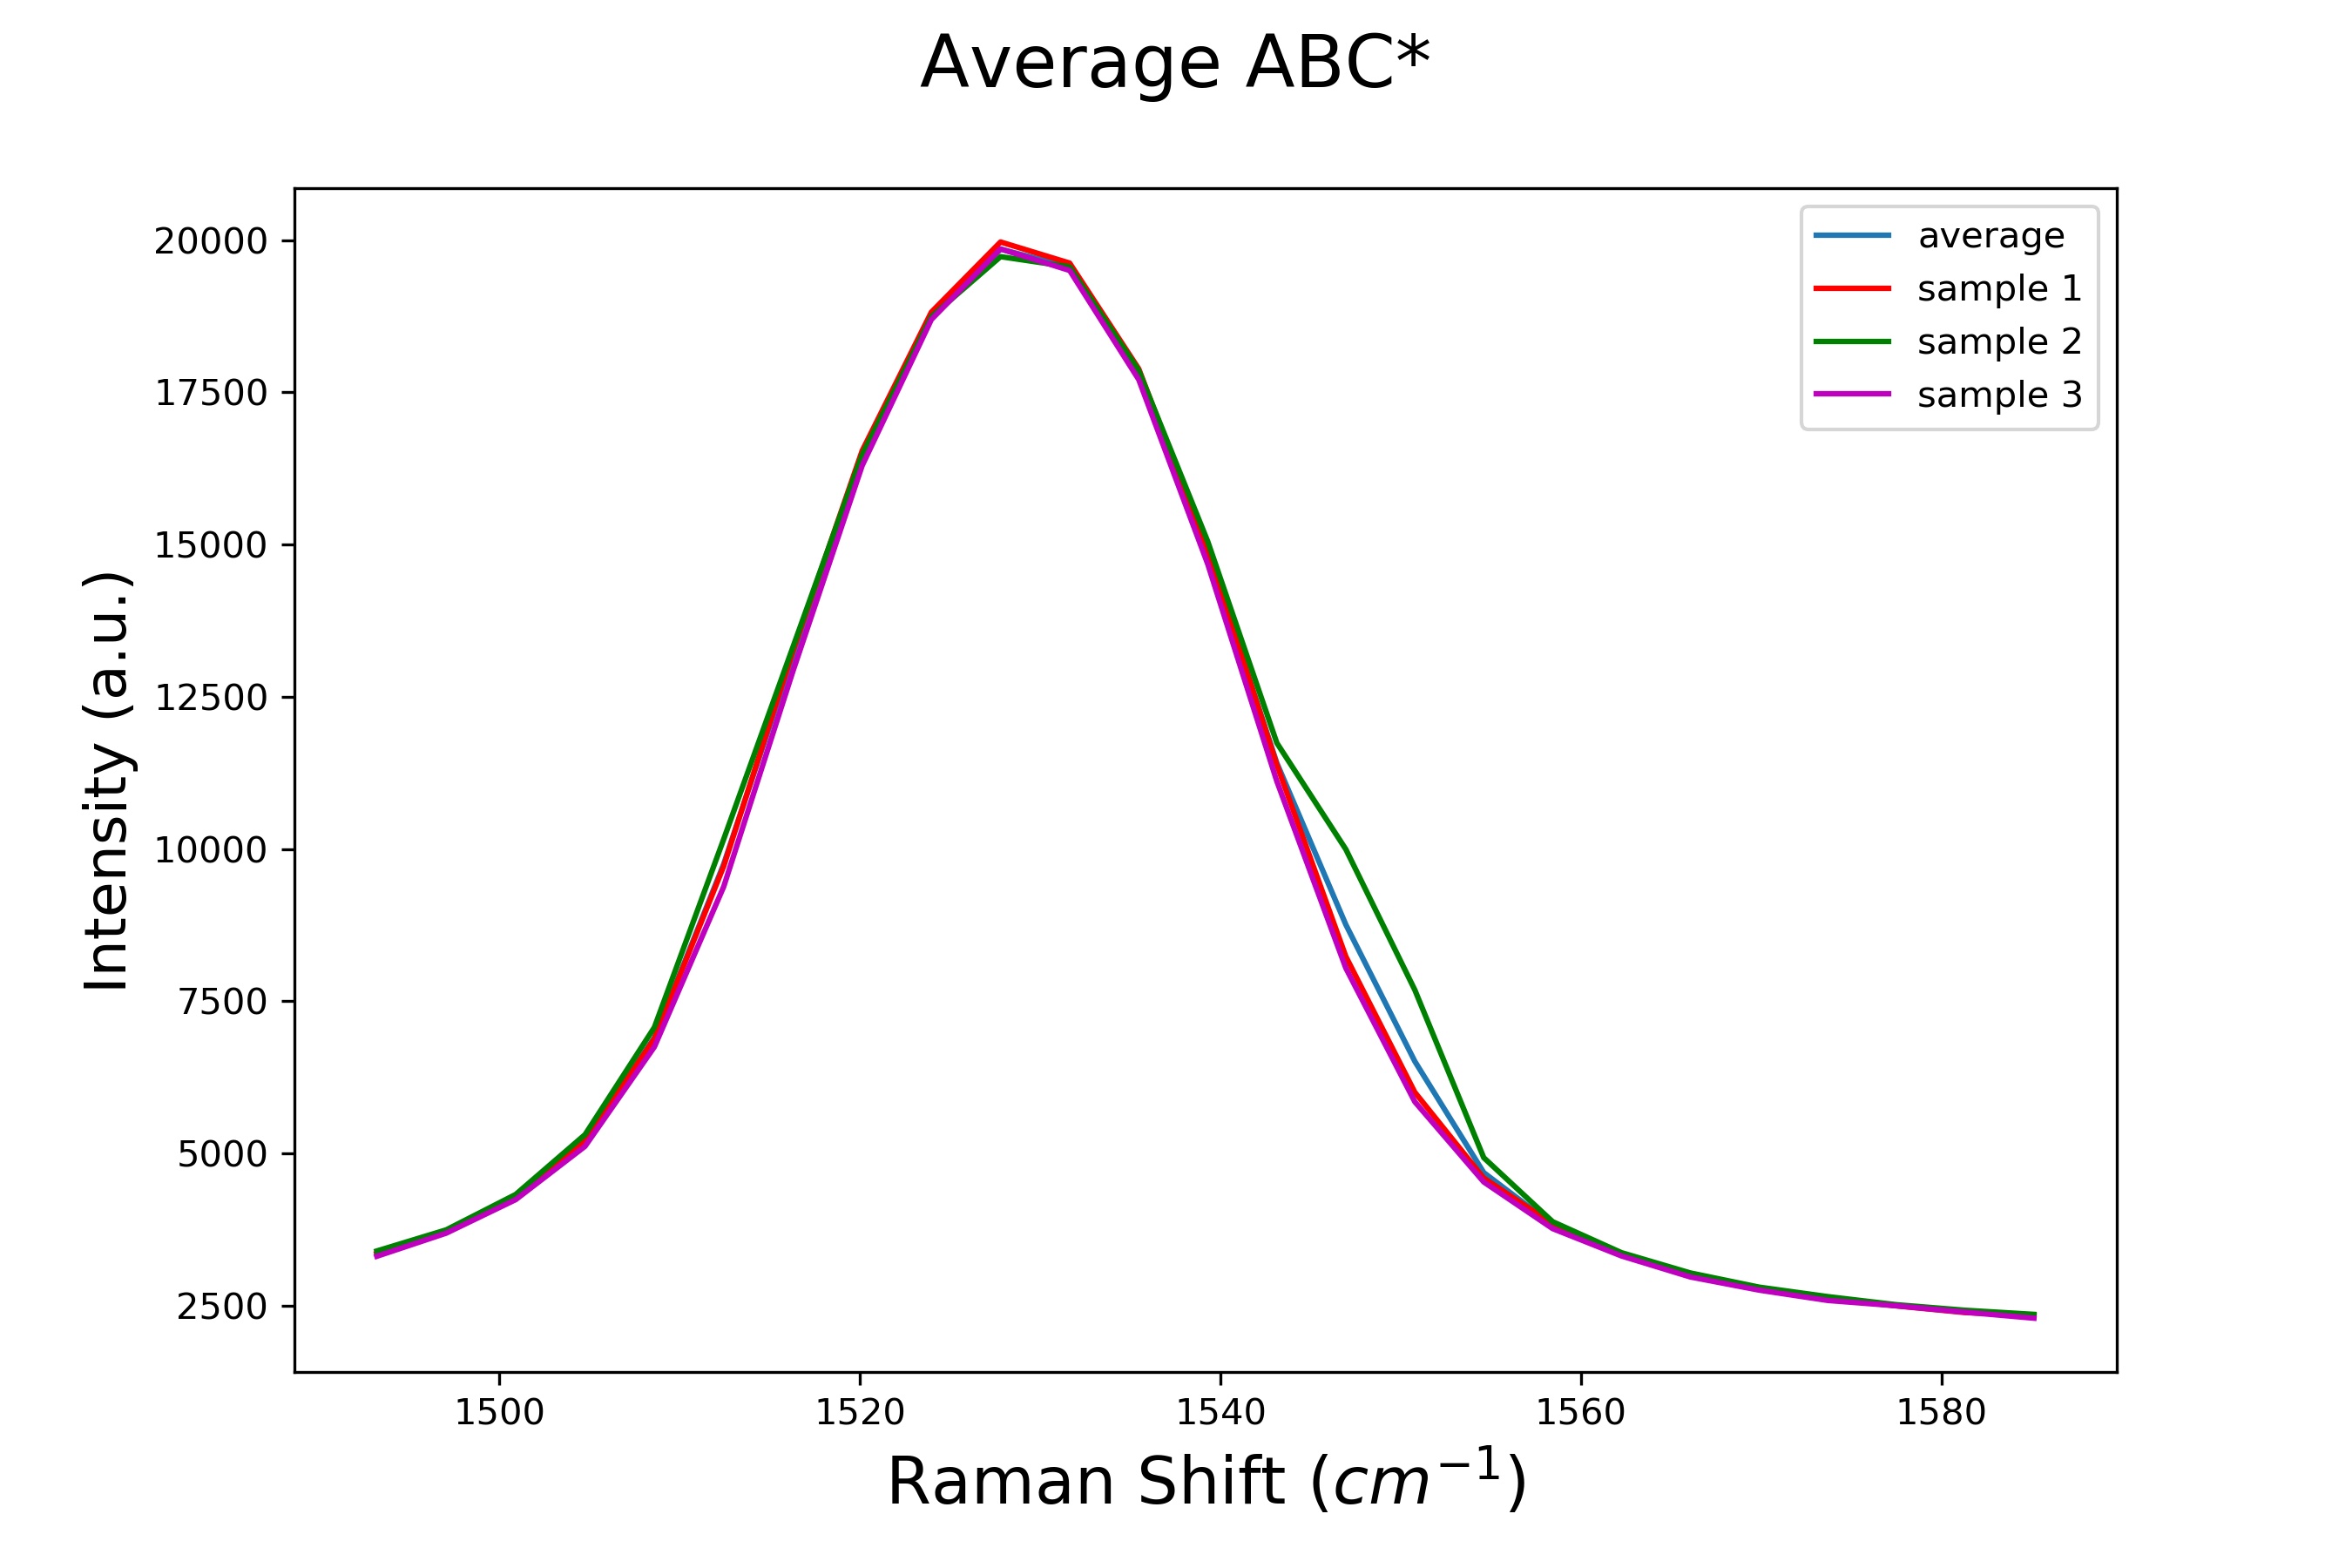 Average ABC*
20000
17500
15000
12500
10000
7500
5000
2500
Intensity (a.u.)
average
sample 1
sample 2
sample 3
1500 1520 1540 1560 1580
Raman Shift (cm⁻¹)